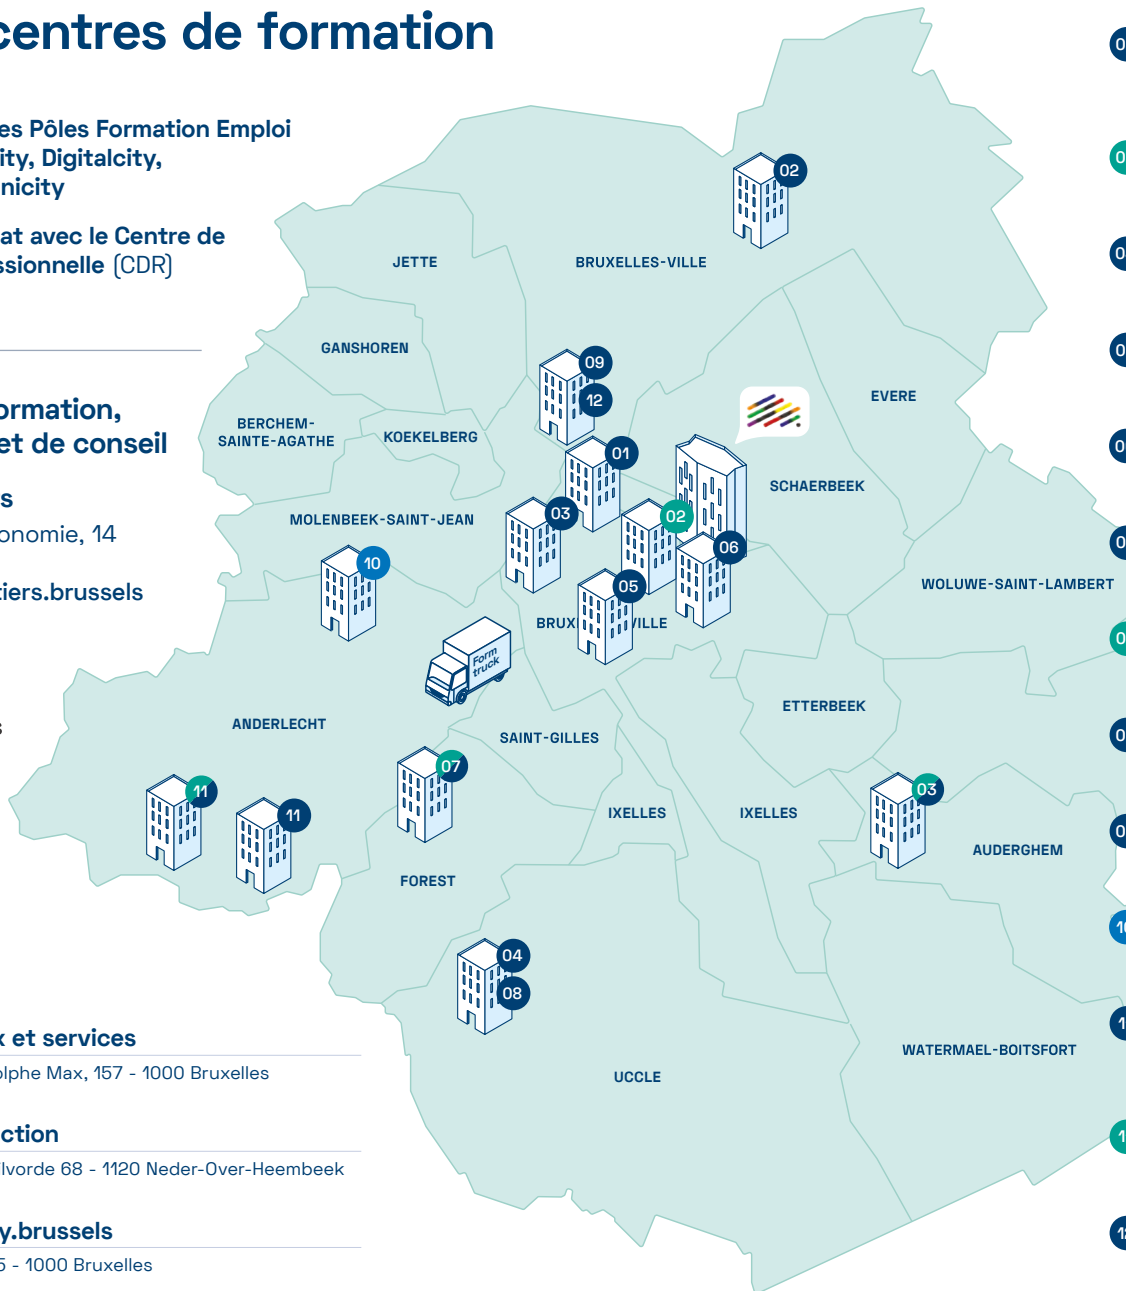 centres de formation
es Pôles Formation Emploi
ity, Digitalcity,
nicity
at avec le Centre de
ssionnelle (CDR)
ormation,
et de conseil
s
onomie, 14
tiers.brussels
s
x et services
olphe Max, 157 - 1000 Bruxelles
ction
lvorde 68 - 1120 Neder-Over-Heembeek
y.brussels
5 - 1000 Bruxelles
02
JETTE
BRUXELLES-VILLE
GANSHOREN
09
12
EVERE
BERCHEM-
SAINTE-AGATHE
KOEKELBERG
01
SCHAERBEEK
MOLENBEEK-SAINT-JEAN
03
02
06
10
05
WOLUWE-SAINT-LAMBERT
Form
truck
ETTERBEEK
ANDERLECHT
SAINT-GILLES
07
11
11
IXELLES
IXELLES
03
AUDERGHEM
FOREST
04
08
WATERMAEL-BOITSFORT
UCCLE